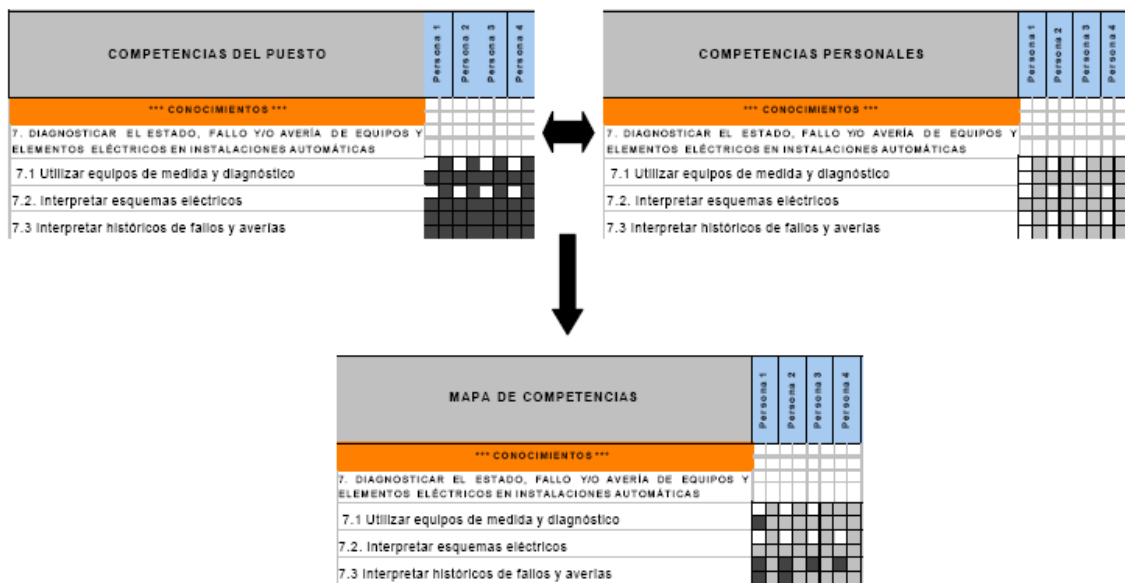 COMPETENCIAS DEL PUESTO
Persona 1
Persona 2
Persona 3
Persona 4
*** CONOCIMIENTOS ***
7. DIAGNOSTICAR EL ESTADO, FALLO Y/O AVERÍA DE EQUIPOS Y
ELEMENTOS ELÉCTRICOS EN INSTALACIONES AUTOMÁTICAS
7.1 Utilizar equipos de medida y diagnóstico
7.2. Interpretar esquemas eléctricos
7.3 Interpretar históricos de fallos y averías
COMPETENCIAS PERSONALES
Persona 1
Persona 2
Persona 3
Persona 4
*** CONOCIMIENTOS ***
7. DIAGNOSTICAR EL ESTADO, FALLO Y/O AVERÍA DE EQUIPOS Y
ELEMENTOS ELÉCTRICOS EN INSTALACIONES AUTOMÁTICAS
7.1 Utilizar equipos de medida y diagnóstico
7.2. Interpretar esquemas eléctricos
7.3 Interpretar históricos de fallos y averías
MAPA DE COMPETENCIAS
Persona 1
Persona 2
Persona 3
Persona 4
*** CONOCIMIENTOS ***
7. DIAGNOSTICAR EL ESTADO, FALLO Y/O AVERÍA DE EQUIPOS Y
ELEMENTOS ELÉCTRICOS EN INSTALACIONES AUTOMÁTICAS
7.1 Utilizar equipos de medida y diagnóstico
7.2. Interpretar esquemas eléctricos
7.3 Interpretar históricos de fallos y averías